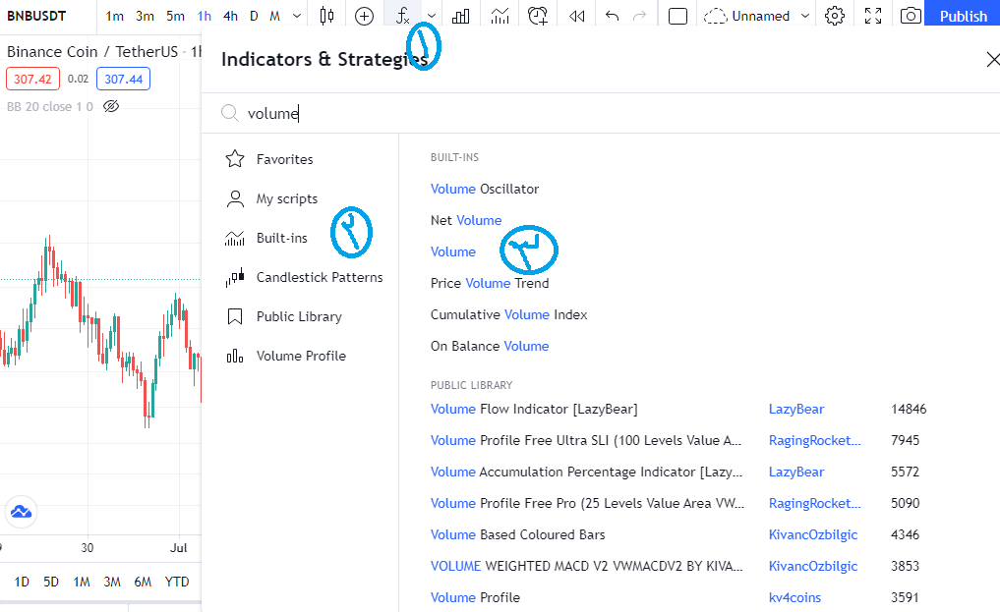 BNBUSDT 1m 3m 5m 1h 4h D M Unnamed Publish
Binance Coin / TetherUS · 1h
Indicators & Strategies
۱
307.42 0.02 307.44
BB 20 close 1 0
volume
Favorites
My scripts
Built-ins
۲
Candlestick Patterns
Public Library
Volume Profile
BUILT-INS
Volume Oscillator
Net Volume
Volume
۳
Price Volume Trend
Cumulative Volume Index
On Balance Volume
PUBLIC LIBRARY
Volume Flow Indicator [LazyBear] LazyBear 14846
Volume Profile Free Ultra SLI (100 Levels Value A... RagingRocket... 7945
Volume Accumulation Percentage Indicator [Lazy... LazyBear 5572
Volume Profile Free Pro (25 Levels Value Area VW... RagingRocket... 5090
Volume Based Coloured Bars KivancOzbilgic 4346
VOLUME WEIGHTED MACD V2 VWMACDV2 BY KIVA... KivancOzbilgic 3853
Volume Profile kv4coins 3591
30 Jul
1D 5D 1M 3M 6M YTD